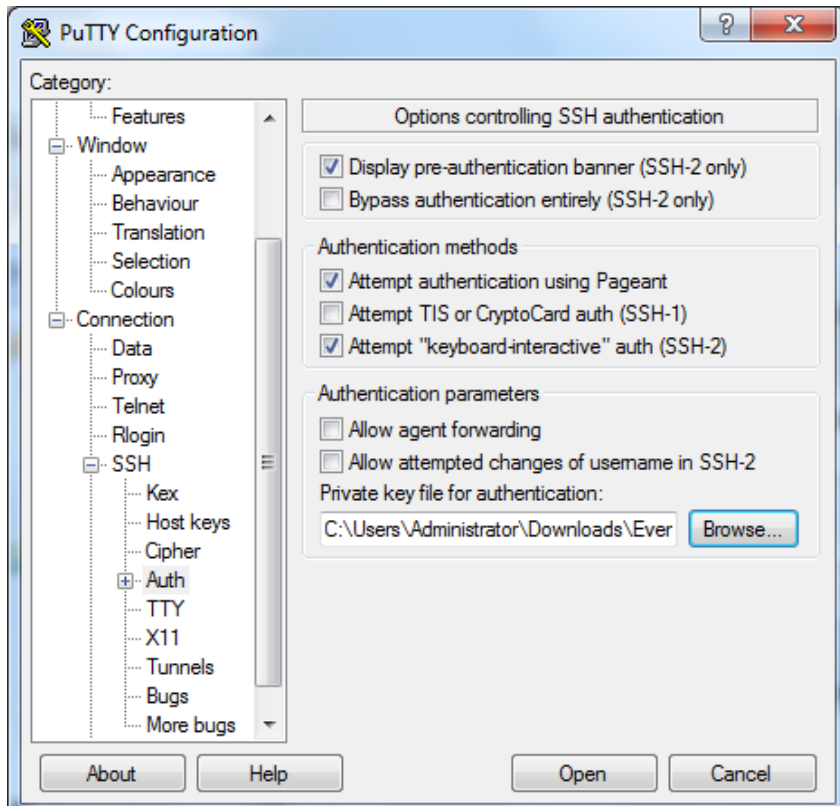 PuTTY Configuration
?
X
Category:
Features
Window
Appearance
Behaviour
Translation
Selection
Colours
Connection
Data
Proxy
Telnet
Rlogin
SSH
Kex
Host keys
Cipher
Auth
TTY
X11
Tunnels
Bugs
More bugs
Options controlling SSH authentication
Display pre-authentication banner (SSH-2 only)
Bypass authentication entirely (SSH-2 only)
Authentication methods
Attempt authentication using Pageant
Attempt TIS or CryptoCard auth (SSH-1)
Attempt "keyboard-interactive" auth (SSH-2)
Authentication parameters
Allow agent forwarding
Allow attempted changes of username in SSH-2
Private key file for authentication:
C:\Users\Administrator\Downloads\Ever Browse...
About Help Open Cancel